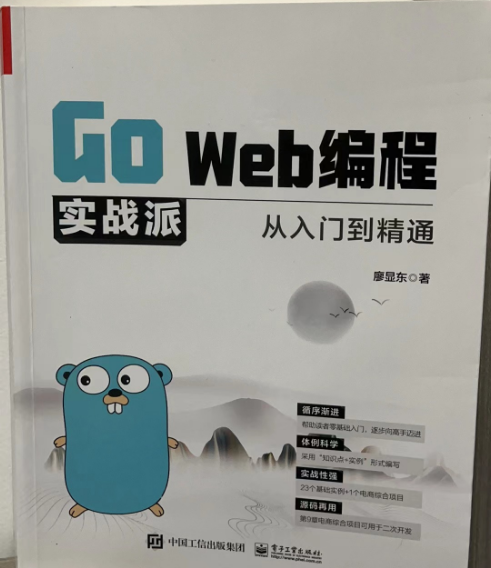 Go Web编程
实战派
从入门到精通
廖显东◎著
循序渐进
帮助读者零基础入门、逐步向高手迈进
体例科学
采用“知识点+实例”形式编写
实战性强
23个基础实例+1个电商综合项目
源码再用
第9章电商综合项目可用于二次开发
中国工信出版集团
电子工业出版社